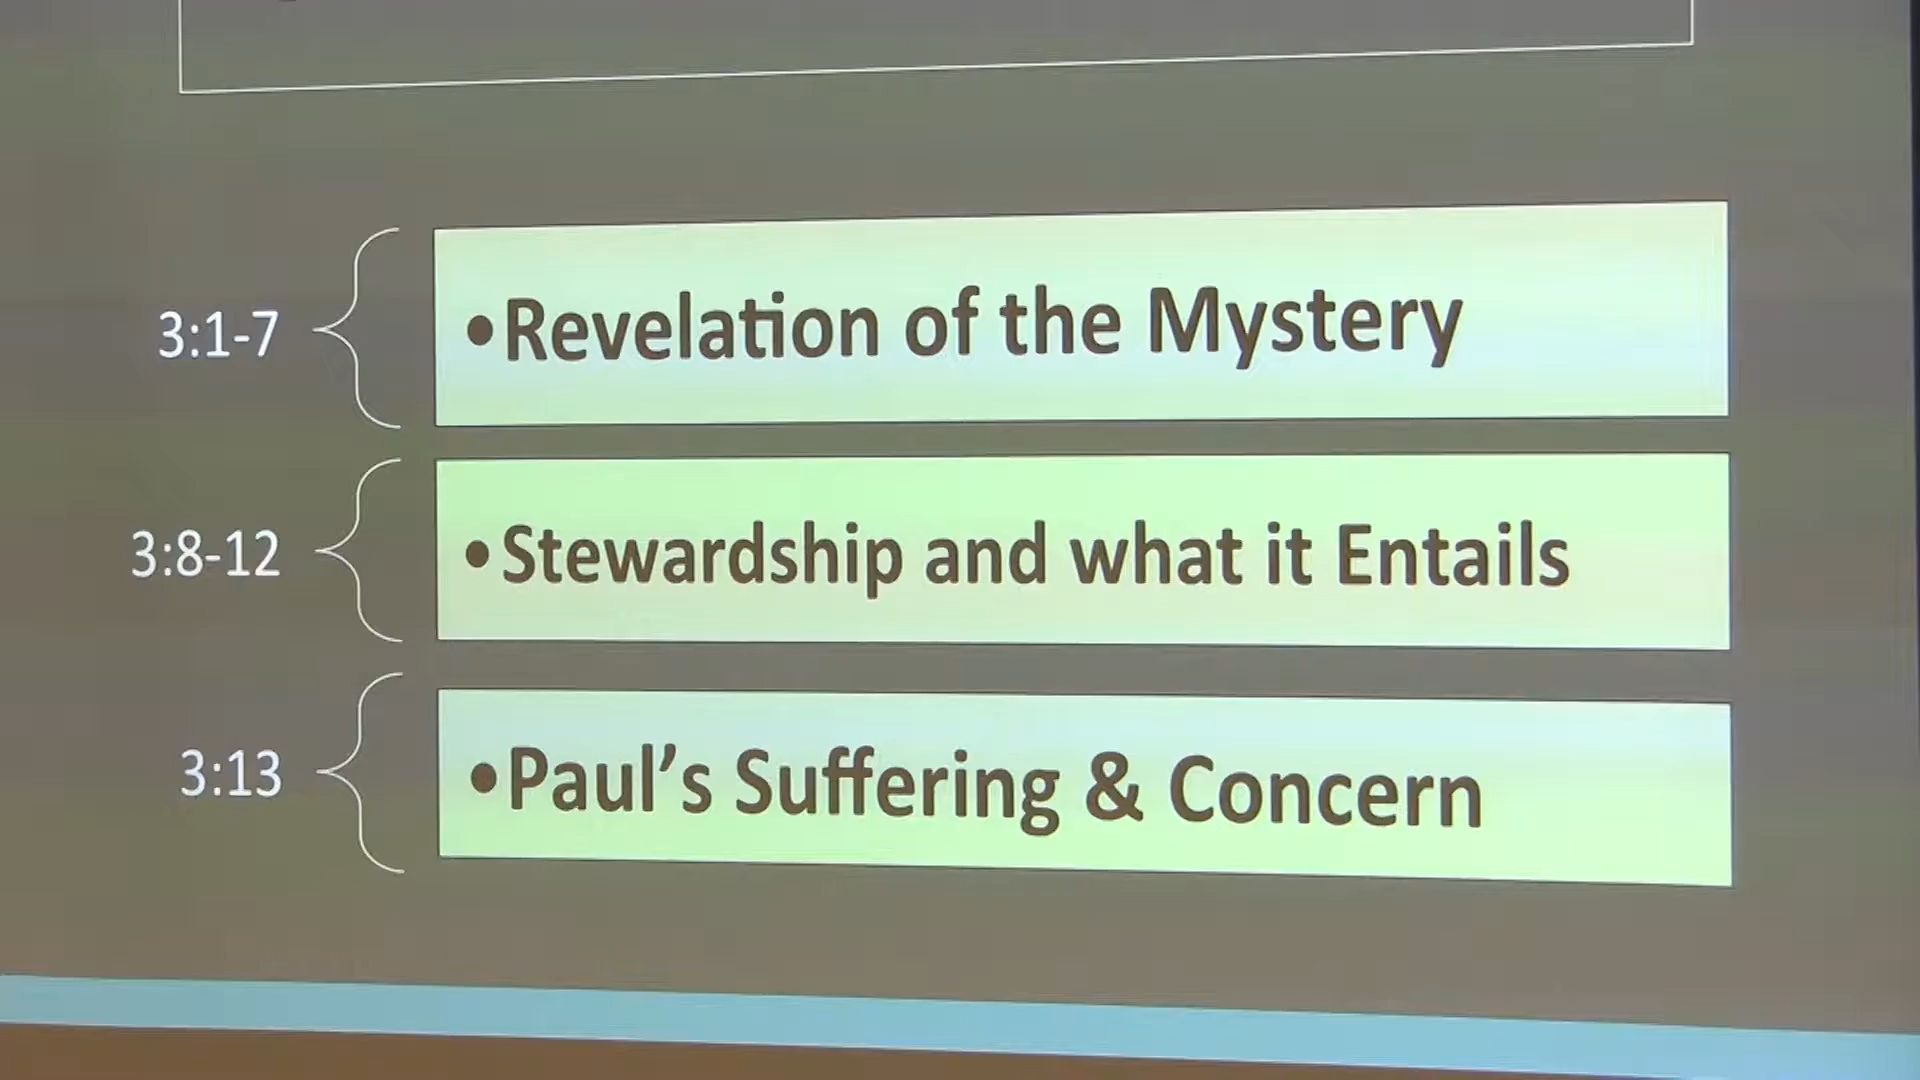 3:1-7
•Revelation of the Mystery
3:8-12
•Stewardship and what it Entails
3:13
•Paul’s Suffering & Concern